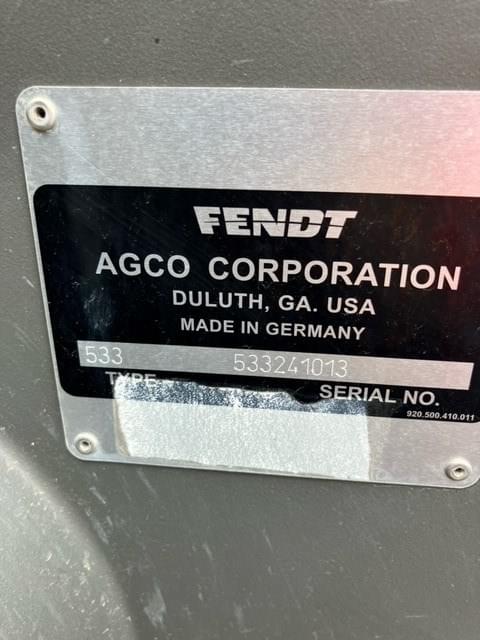 FENDT
AGCO CORPORATION
DULUTH, GA. USA
MADE IN GERMANY
533 533241013
TYPE SERIAL NO.
920.500.410.011